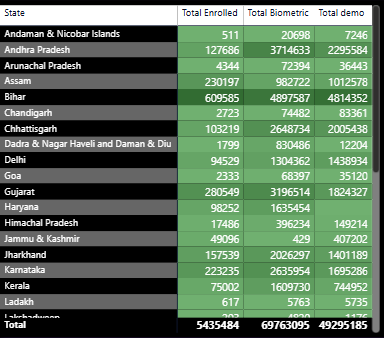 State Total Enrolled Total Biometric Total demo
Andaman & Nicobar Islands 511 20698 7246
Andhra Pradesh 127686 3714633 2295584
Arunachal Pradesh 4344 72394 36443
Assam 230197 982722 1012578
Bihar 609585 4897587 4814352
Chandigarh 2723 74482 83361
Chhattisgarh 103219 2648734 2005438
Dadra & Nagar Haveli and Daman & Diu 1799 830486 12204
Delhi 94529 1304362 1438934
Goa 2333 68397 35120
Gujarat 280549 3196514 1824327
Haryana 98252 1635454
Himachal Pradesh 17486 396234 149214
Jammu & Kashmir 49096 429 407202
Jharkhand 157539 2026297 1401189
Karnataka 223235 2635954 1695286
Kerala 75002 1609730 744952
Ladakh 617 5763 5735
Total 5435484 69763095 49295185